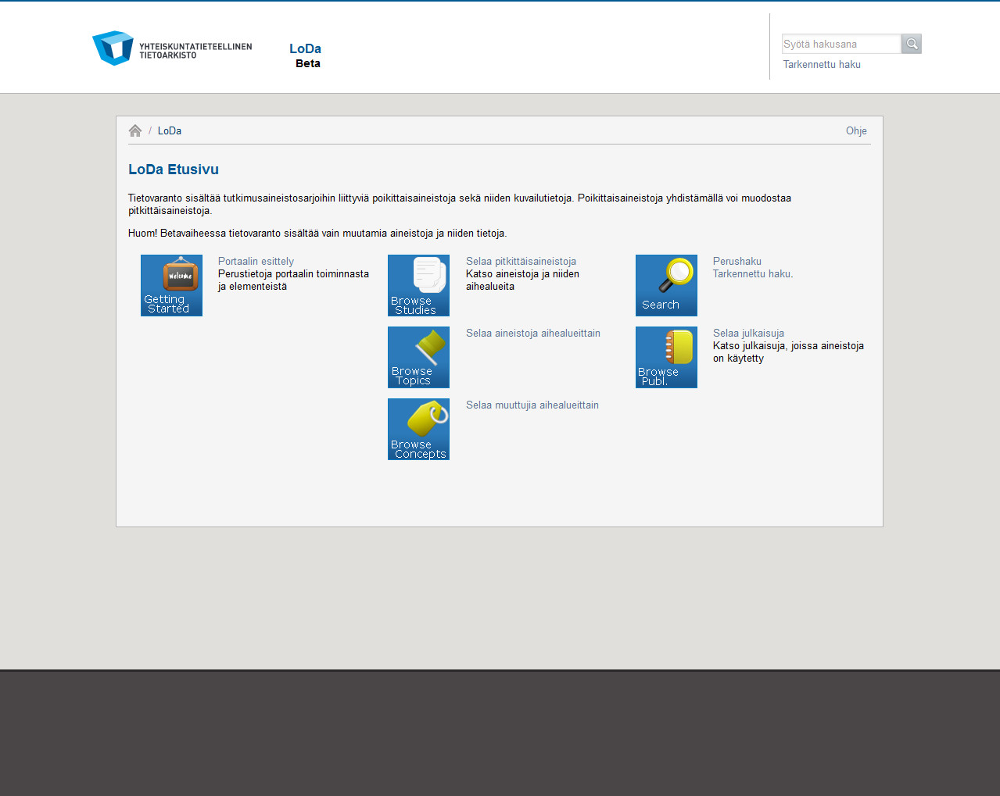 YHTEISKUNTATIETEELLINEN
TIETOARKISTO
LoDa
Beta
Syötä hakusana
Tarkennettu haku
/ LoDa
Ohje
LoDa Etusivu
Tietovaranto sisältää tutkimusaineistosarjoihin liittyviä poikittaisaineistoja sekä niiden kuvailutietoja. Poikittaisaineistoja yhdistämällä voi muodostaa
pitkittäisaineistoja.
Huom! Betavaiheessa tietovaranto sisältää vain muutamia aineistoja ja niiden tietoja.
welcome
Getting
Started
Portaalin esittely
Perustietoja portaalin toiminnasta
ja elementeistä
Browse
Studies
Selaa pitkittäisaineistoja
Katso aineistoja ja niiden
aihealueita
Search
Perushaku
Tarkennettu haku.
Browse
Topics
Selaa aineistoja aihealueittain
Browse
Publ.
Selaa julkaisuja
Katso julkaisuja, joissa aineistoja
on käytetty
Browse
Concepts
Selaa muuttujia aihealueittain